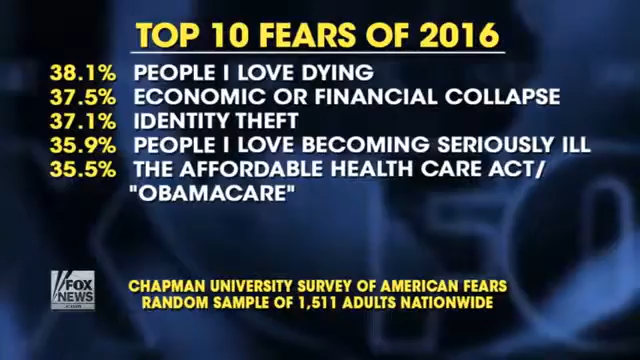 TOP 10 FEARS OF 2016
38.1% PEOPLE I LOVE DYING
37.5% ECONOMIC OR FINANCIAL COLLAPSE
37.1% IDENTITY THEFT
35.9% PEOPLE I LOVE BECOMING SERIOUSLY ILL
35.5% THE AFFORDABLE HEALTH CARE ACT/
"OBAMACARE"
FOX
NEWS
CHAPMAN UNIVERSITY SURVEY OF AMERICAN FEARS
RANDOM SAMPLE OF 1,511 ADULTS NATIONWIDE